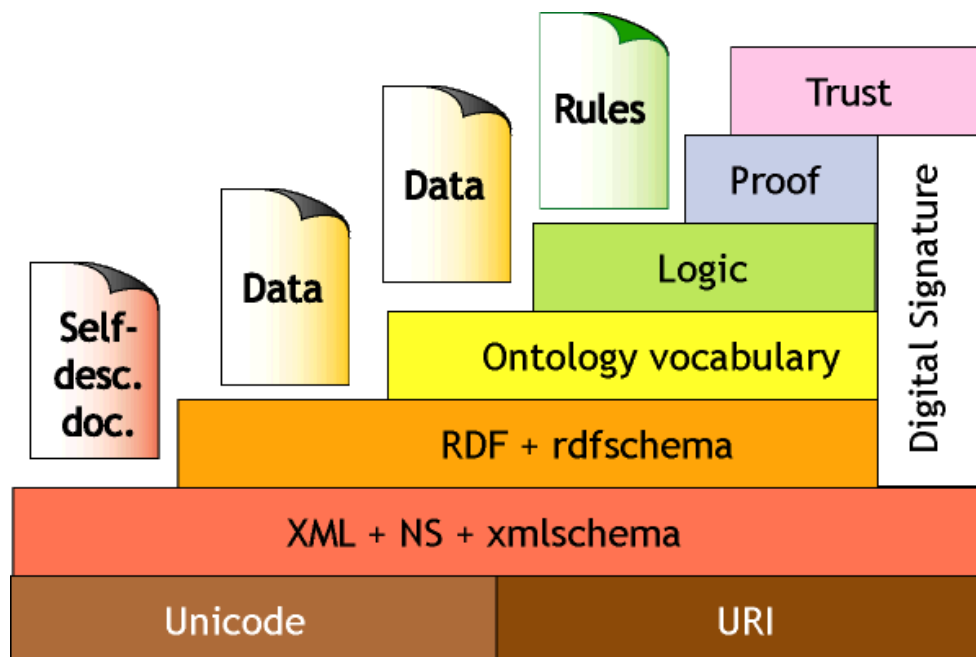 Rules
Trust
Data
Proof
Data
Logic
Self-
desc.
doc.
Ontology vocabulary
Digital Signature
RDF + rdfschema
XML + NS + xmlschema
Unicode
URI